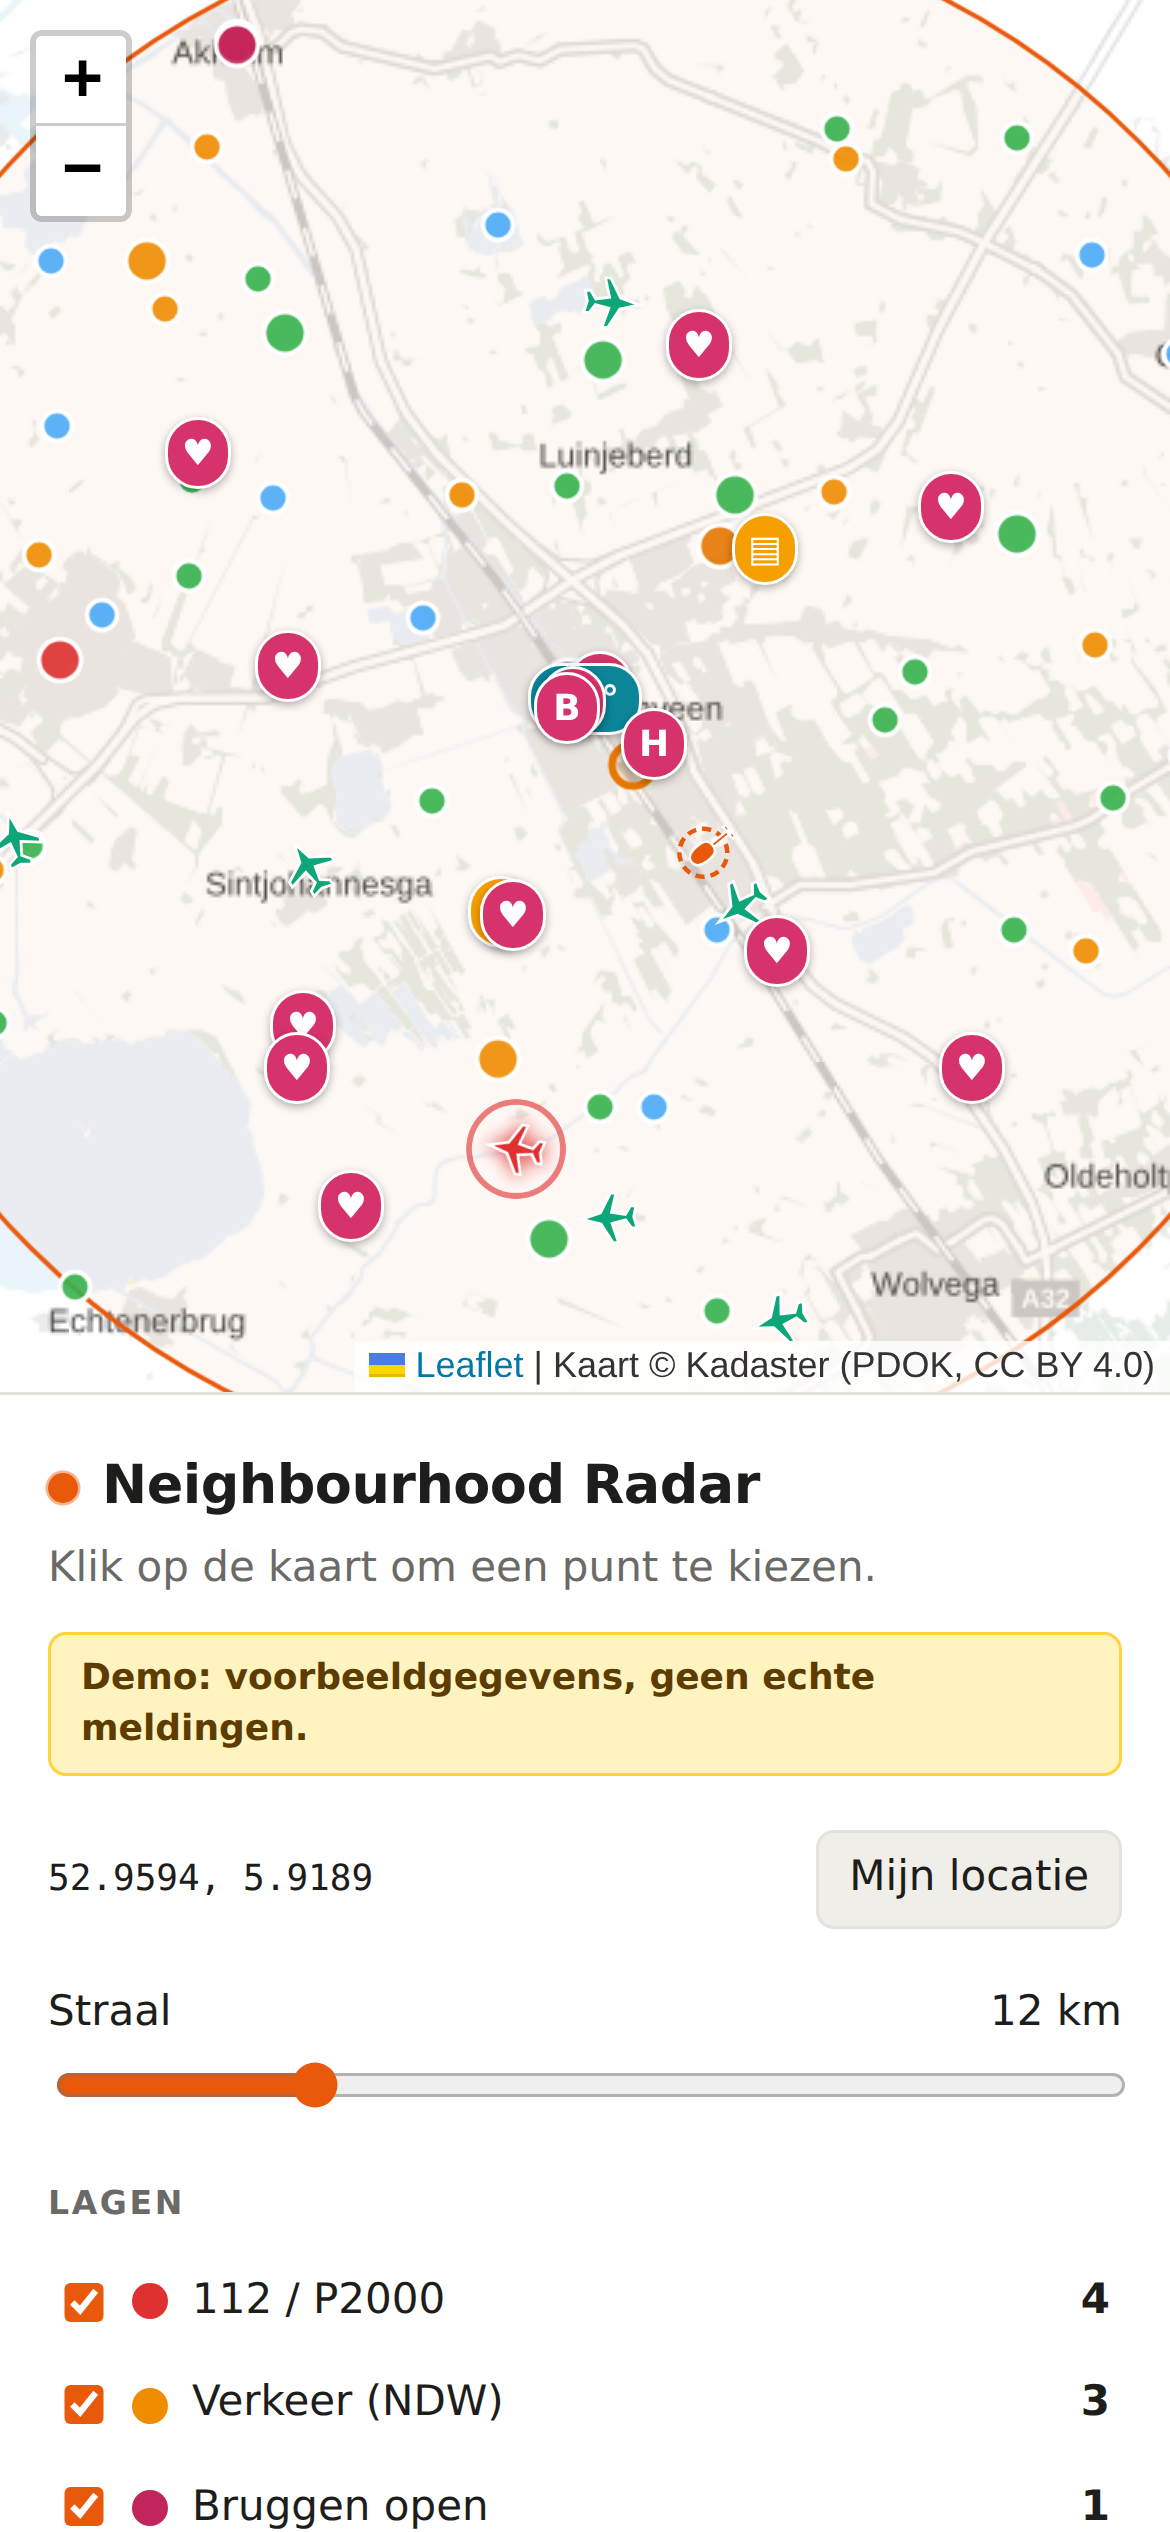 +
−
Luinjeberd
B
H
Echtenerbrug
Wolvega
A32
Leaflet | Kaart © Kadaster (PDOK, CC BY 4.0)
Neighbourhood Radar
Klik op de kaart om een punt te kiezen.
Demo: voorbeeldgegevens, geen echte
meldingen.
52.9594, 5.9189
Mijn locatie
Straal
12 km
LAGEN
112 / P2000
4
Verkeer (NDW)
3
Bruggen open
1